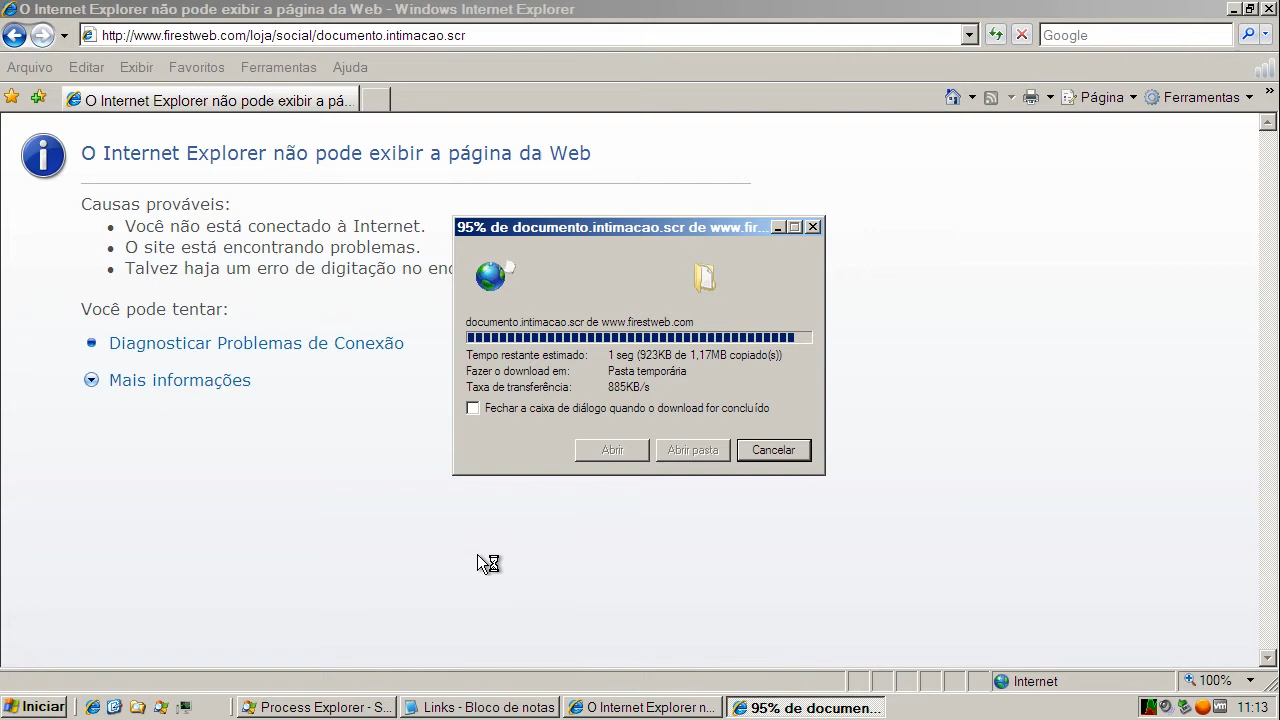 O Internet Explorer não pode exibir a página da Web - Windows Internet Explorer
http://www.firestweb.com/loja/social/documento.intimacao.scr
Google
Arquivo Editar Exibir Favoritos Ferramentas Ajuda
O Internet Explorer não pode exibir a pá...
Página Ferramentas
O Internet Explorer não pode exibir a página da Web
Causas prováveis:
Você não está conectado à Internet.
O site está encontrando problemas.
Talvez haja um erro de digitação no end
Você pode tentar:
Diagnosticar Problemas de Conexão
Mais informações
95% de documento.intimacao.scr de www.fir...
documento.intimacao.scr de www.firestweb.com
Tempo restante estimado: 1 seg (923KB de 1,17MB copiado(s))
Fazer o download em: Pasta temporária
Taxa de transferência: 885KB/s
Fechar a caixa de diálogo quando o download for concluído
Abrir Abrir pasta Cancelar
Internet 100%
Iniciar Process Explorer - S... Links - Bloco de notas O Internet Explorer n... 95% de documen... 11:13